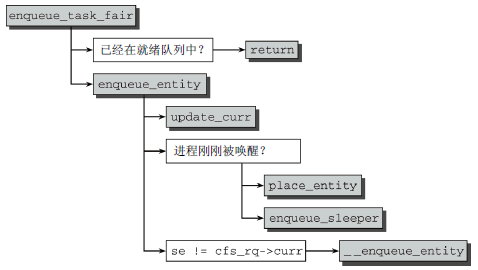 enqueue_task_fair
已经在就绪队列中?
return
enqueue_entity
update_curr
进程刚刚被唤醒?
place_entity
enqueue_sleeper
se != cfs_rq->curr
__enqueue_entity